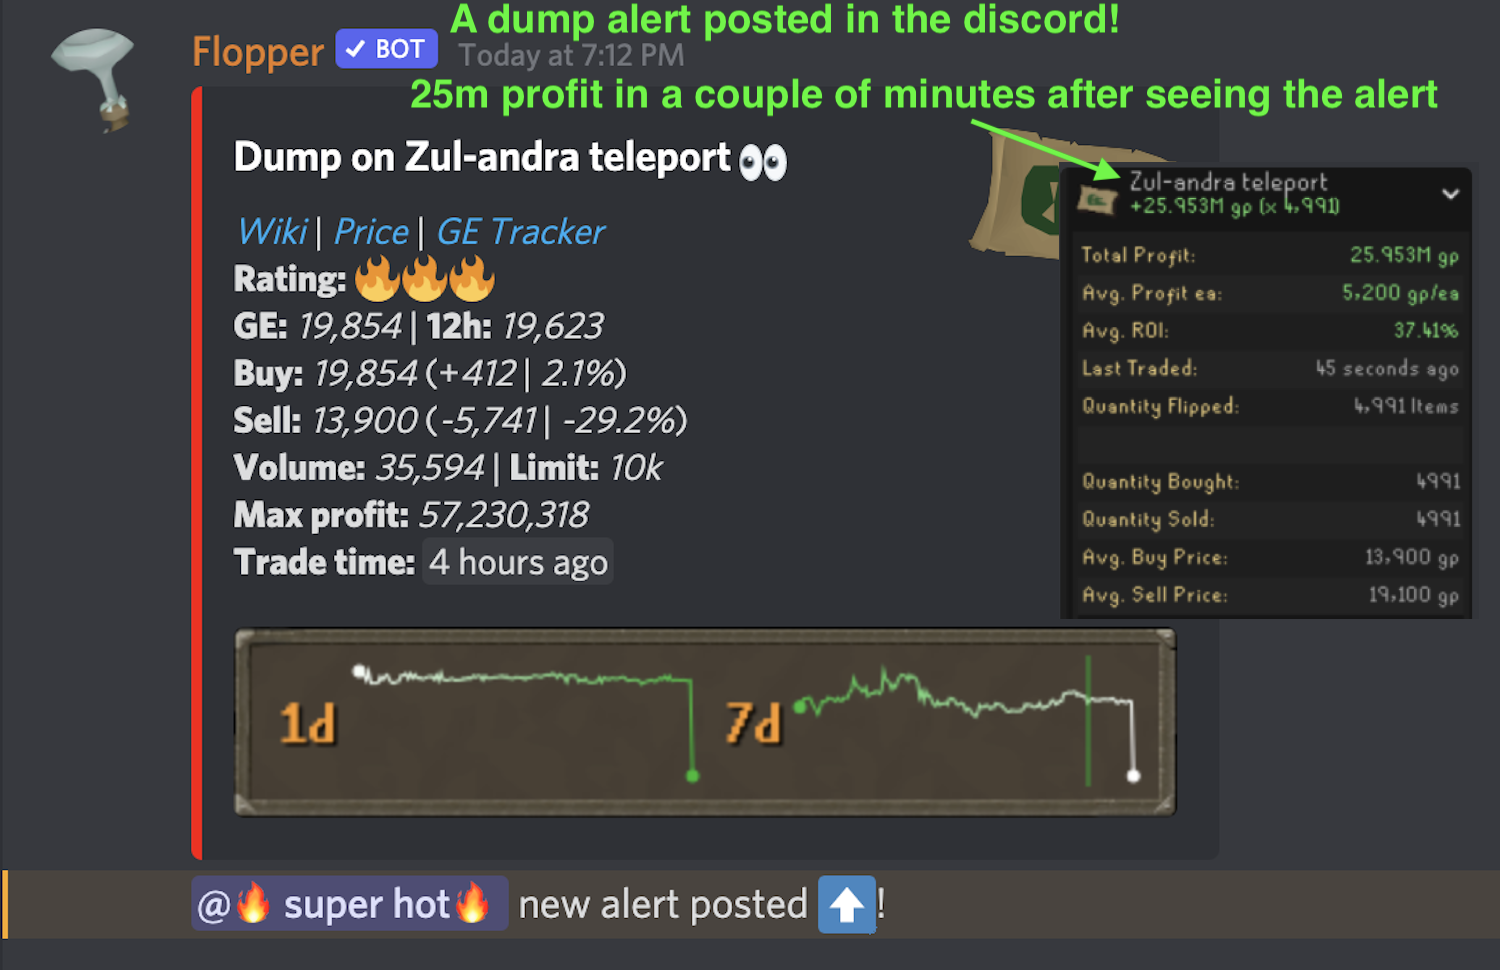 A dump alert posted in the discord!
Flopper ✓ BOT Today at 7:12 PM
25m profit in a couple of minutes after seeing the alert
Dump on Zul-andra teleport 👀
Wiki | Price | GE Tracker
Rating: 🔥🔥🔥
GE: 19,854 | 12h: 19,623
Buy: 19,854 (+412 | 2.1%)
Sell: 13,900 (-5,741 | -29.2%)
Volume: 35,594 | Limit: 10k
Max profit: 57,230,318
Trade time: 4 hours ago
Zul-andra teleport
+25.953M gp (x 4,991)
Total Profit: 25.953M gp
Avg. Profit ea: 5,200 gp/ea
Avg. ROI: 37.41%
Last Traded: 45 seconds ago
Quantity Flipped: 4,991 Items
Quantity Bought: 4991
Quantity Sold: 4991
Avg. Buy Price: 13,900 gp
Avg. Sell Price: 19,100 gp
1d
7d
@🔥 super hot🔥 new alert posted ⬆️!